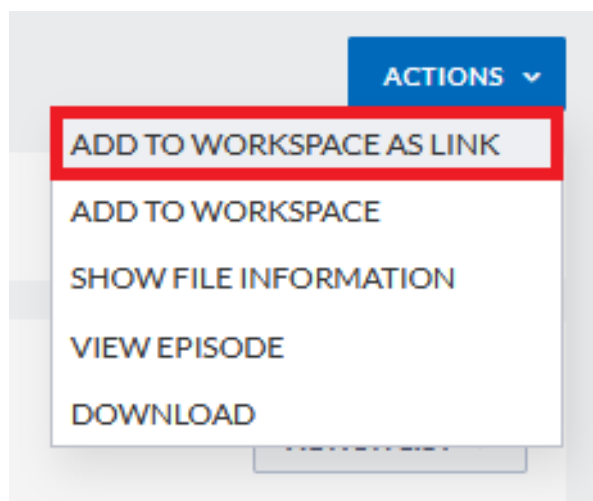 ACTIONS
ADD TO WORKSPACE AS LINK
ADD TO WORKSPACE
SHOW FILE INFORMATION
VIEW EPISODE
DOWNLOAD